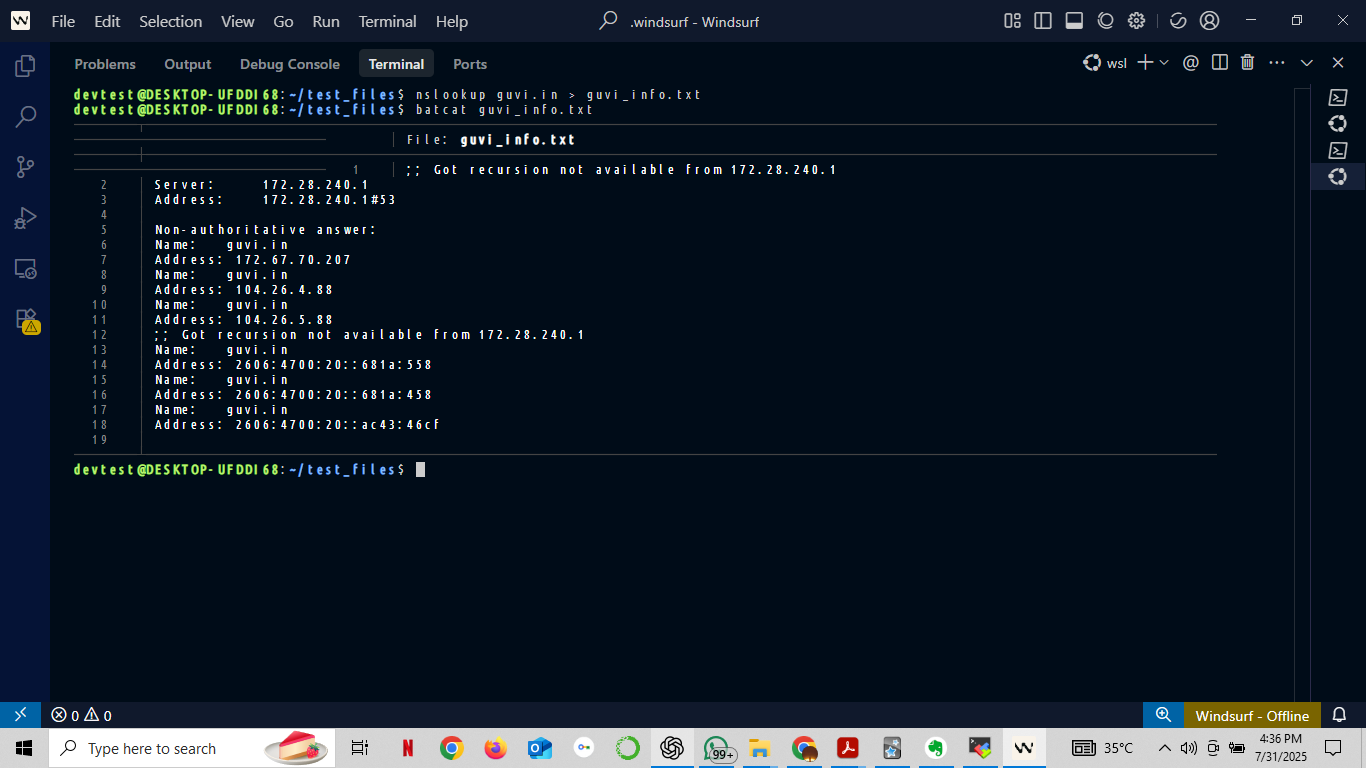 File Edit Selection View Go Run Terminal Help .windsurf - Windsurf
Problems Output Debug Console Terminal Ports wsl
devtest@DESKTOP-UFDDI68:~/test_files$ nslookup guvi.in > guvi_info.txt
devtest@DESKTOP-UFDDI68:~/test_files$ batcat guvi_info.txt
File: guvi_info.txt
1 ;; Got recursion not available from 172.28.240.1
2 Server: 172.28.240.1
3 Address: 172.28.240.1#53
4
5 Non-authoritative answer:
6 Name: guvi.in
7 Address: 172.67.70.207
8 Name: guvi.in
9 Address: 104.26.4.88
10 Name: guvi.in
11 Address: 104.26.5.88
12 ;; Got recursion not available from 172.28.240.1
13 Name: guvi.in
14 Address: 2606:4700:20::681a:558
15 Name: guvi.in
16 Address: 2606:4700:20::681a:458
17 Name: guvi.in
18 Address: 2606:4700:20::ac43:46cf
19
devtest@DESKTOP-UFDDI68:~/test_files$
0 0 Windsurf - Offline
Type here to search 99+ 35°C 4:36 PM
7/31/2025